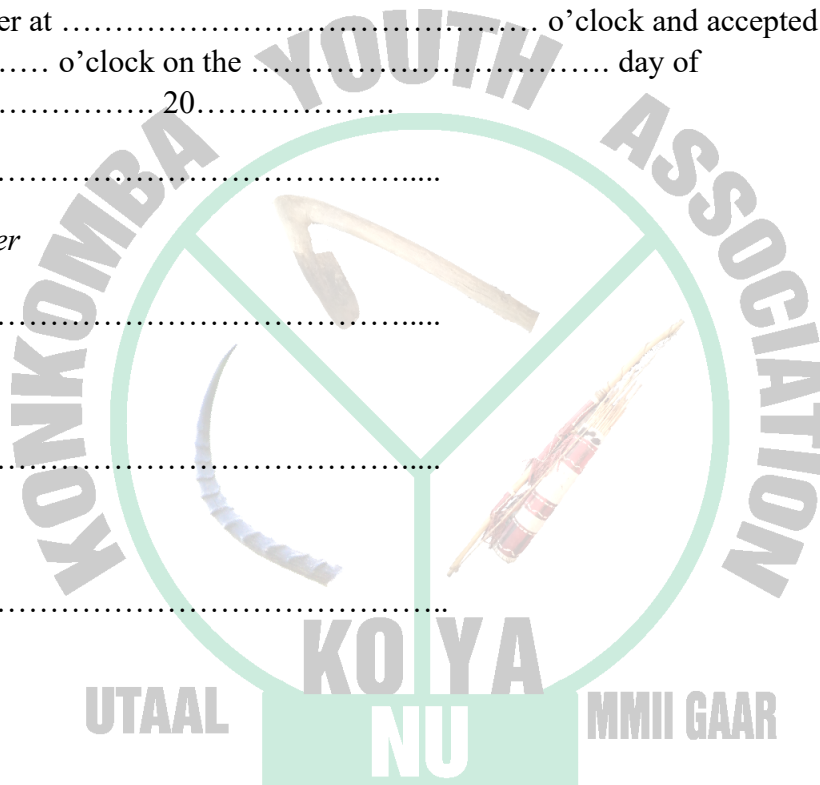 er at ……………………………………… o’clock and accepted
…… o’clock on the ……………………………. day of
……………. 20……………….
………………………………….....
er
………………………………….....
………………………………….....
……………………………………..
KONKOMBA YOUTH ASSOCIATION
KO YA
UTAAL NU MMII GAAR